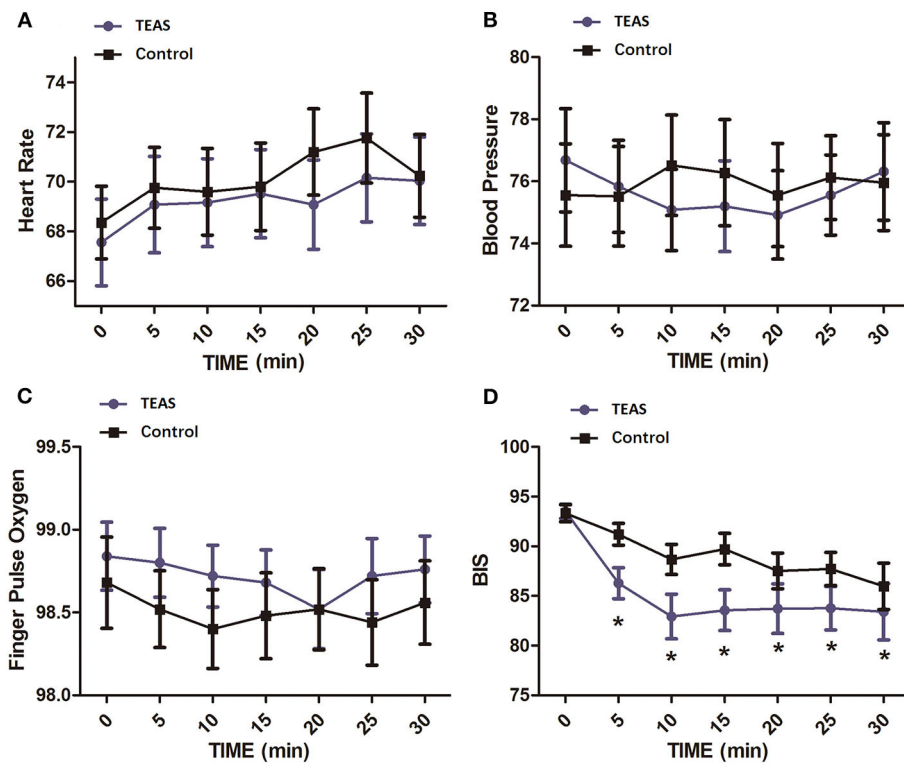 A
TEAS
Control
Heart Rate
74
72
70
68
66
0 5 10 15 20 25 30
TIME (min)
B
TEAS
Control
Blood Pressure
80
78
76
74
72
0 5 10 15 20 25 30
TIME (min)
C
TEAS
Control
Finger Pulse Oxygen
99.5
99.0
98.5
98.0
0 5 10 15 20 25 30
TIME (min)
D
TEAS
Control
BIS
100
95
90
85
80
75
* * * * * *
0 5 10 15 20 25 30
TIME (min)